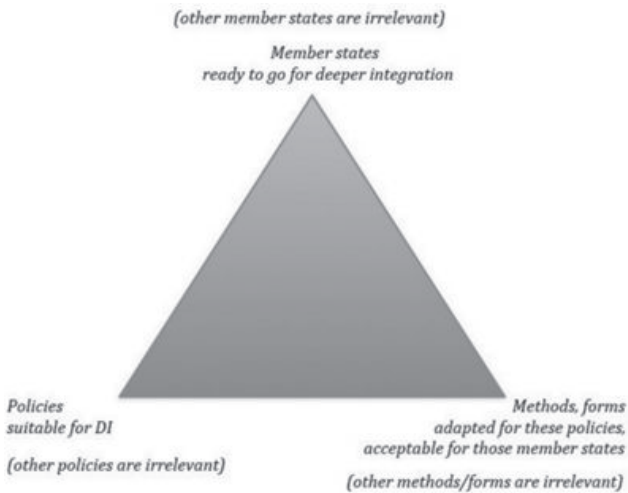 (other member states are irrelevant)
Member states
ready to go for deeper integration
Policies
suitable for DI
(other policies are irrelevant)
Methods, forms
adapted for these policies,
acceptable for those member states
(other methods/forms are irrelevant)